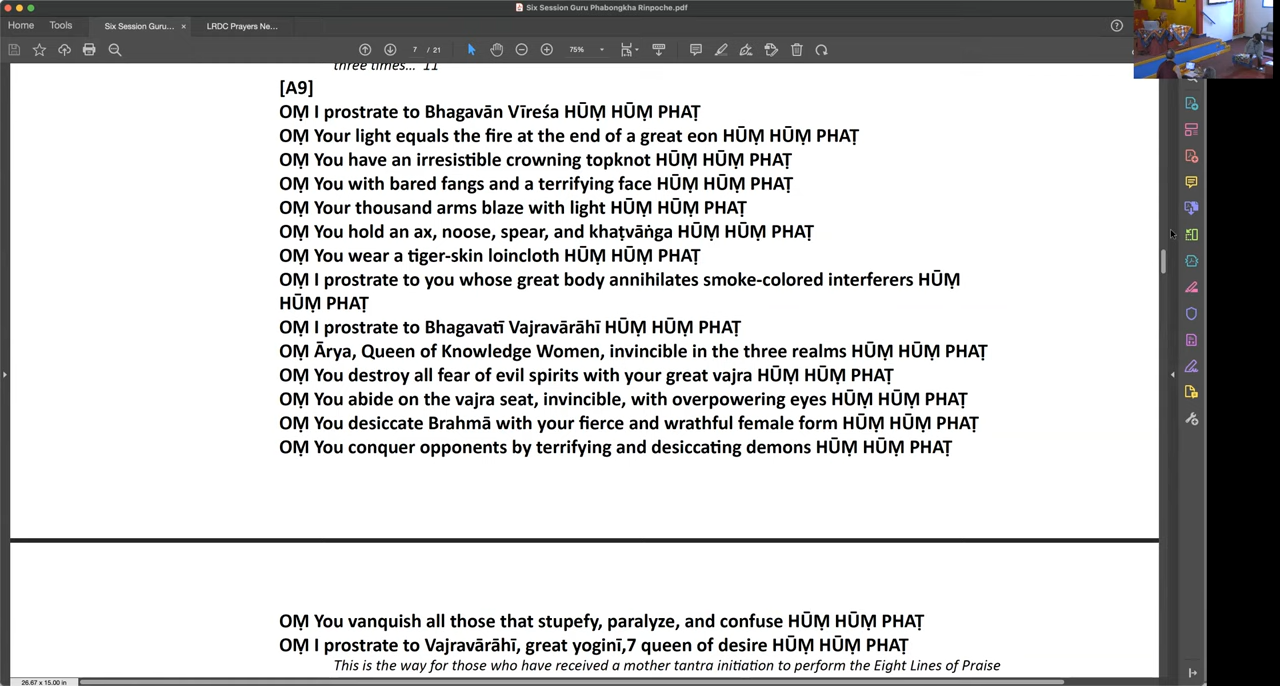 Six Session Guru Phabongkha Rinpoche.pdf
Home Tools Six Session Guru... × LRDC Prayers Ne...
7 / 21 75%
three times... 11
[A9]
OṂ I prostrate to Bhagavān Vīreśa HŪṂ HŪṂ PHAṬ
OṂ Your light equals the fire at the end of a great eon HŪṂ HŪṂ PHAṬ
OṂ You have an irresistible crowning topknot HŪṂ HŪṂ PHAṬ
OṂ You with bared fangs and a terrifying face HŪṂ HŪṂ PHAṬ
OṂ Your thousand arms blaze with light HŪṂ HŪṂ PHAṬ
OṂ You hold an ax, noose, spear, and khaṭvāṅga HŪṂ HŪṂ PHAṬ
OṂ You wear a tiger-skin loincloth HŪṂ HŪṂ PHAṬ
OṂ I prostrate to you whose great body annihilates smoke-colored interferers HŪṂ
HŪṂ PHAṬ
OṂ I prostrate to Bhagavatī Vajravārāhī HŪṂ HŪṂ PHAṬ
OṂ Ārya, Queen of Knowledge Women, invincible in the three realms HŪṂ HŪṂ PHAṬ
OṂ You destroy all fear of evil spirits with your great vajra HŪṂ HŪṂ PHAṬ
OṂ You abide on the vajra seat, invincible, with overpowering eyes HŪṂ HŪṂ PHAṬ
OṂ You desiccate Brahmā with your fierce and wrathful female form HŪṂ HŪṂ PHAṬ
OṂ You conquer opponents by terrifying and desiccating demons HŪṂ HŪṂ PHAṬ
OṂ You vanquish all those that stupefy, paralyze, and confuse HŪṂ HŪṂ PHAṬ
OṂ I prostrate to Vajravārāhī, great yoginī,7 queen of desire HŪṂ HŪṂ PHAṬ
This is the way for those who have received a mother tantra initiation to perform the Eight Lines of Praise
26.67 x 15.00 in